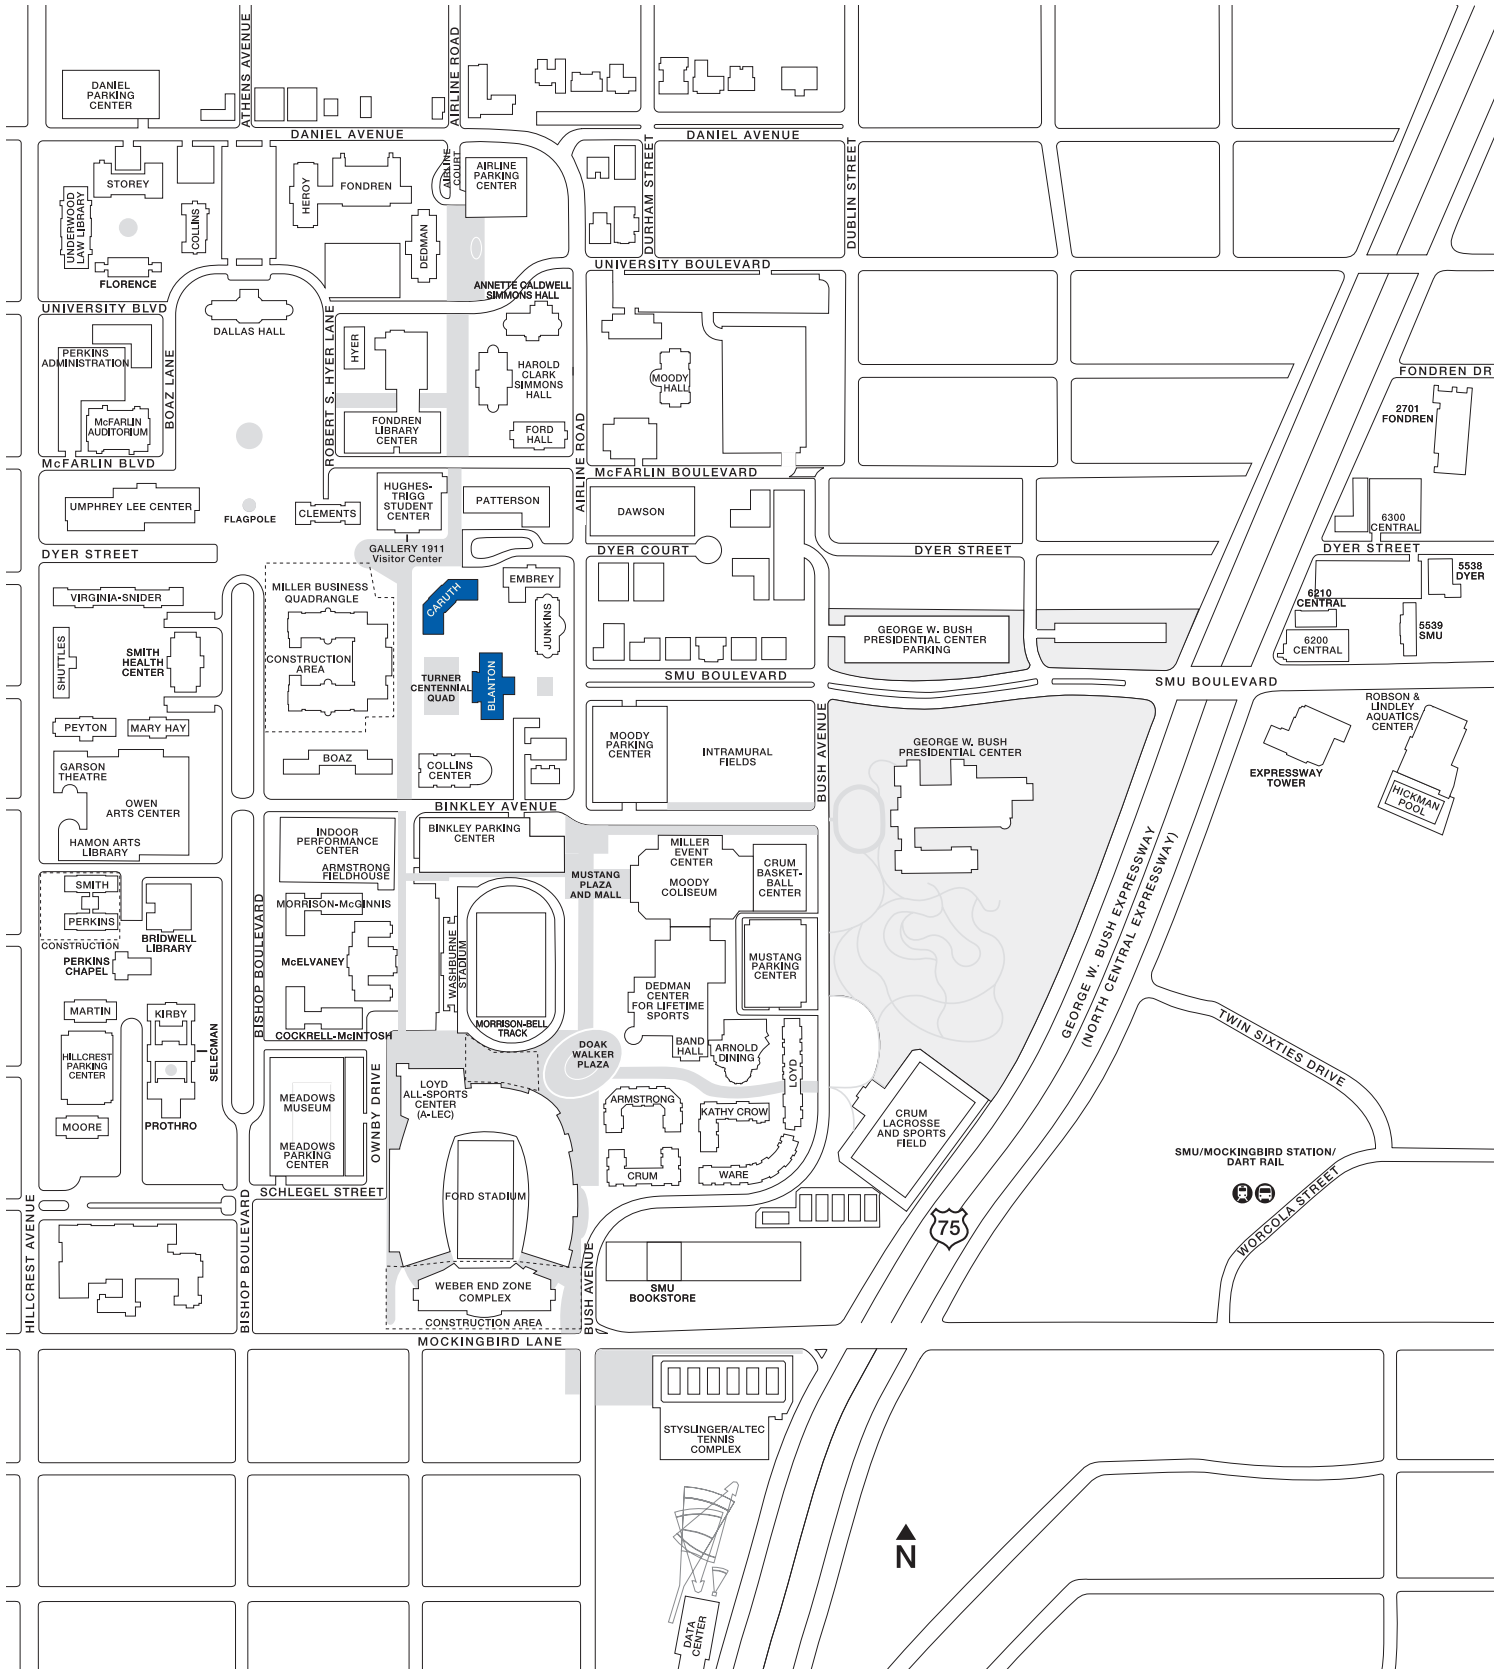 ATHENS AVENUE
AIRLINE ROAD
DANIEL
PARKING
CENTER
DANIEL AVENUE
DANIEL AVENUE
STOREY
UNDERWOOD
LAW LIBRARY
COLLINS
FLORENCE
HEROY
FONDREN
AIRLINE
COURT
AIRLINE
PARKING
CENTER
DEDMAN
DURHAM STREET
DUBLIN STREET
UNIVERSITY BOULEVARD
ANNETTE CALDWELL
SIMMONS HALL
UNIVERSITY BLVD
DALLAS HALL
PERKINS
ADMINISTRATION
BOAZ LANE
ROBERT S. HYER LANE
HYER
HAROLD
CLARK
SIMMONS
HALL
MOODY
HALL
FONDREN DR
2701
FONDREN
McFARLIN
AUDITORIUM
FONDREN
LIBRARY
CENTER
FORD
HALL
AIRLINE ROAD
McFARLIN BLVD
McFARLIN BOULEVARD
UMPHREY LEE CENTER
FLAGPOLE
CLEMENTS
HUGHES-
TRIGG
STUDENT
CENTER
PATTERSON
DAWSON
6300
CENTRAL
DYER STREET
GALLERY 1911
Visitor Center
DYER COURT
DYER STREET
DYER STREET
5538
DYER
VIRGINIA-SNIDER
MILLER BUSINESS
QUADRANGLE
CARUTH
EMBREY
JUNKINS
6210
CENTRAL
SHUTTLES
SMITH
HEALTH
CENTER
CONSTRUCTION
AREA
TURNER
CENTENNIAL
QUAD
BLANTON
GEORGE W. BUSH
PRESIDENTIAL CENTER
PARKING
5539
SMU
6200
CENTRAL
SMU BOULEVARD
SMU BOULEVARD
PEYTON
MARY HAY
BOAZ
COLLINS
CENTER
MOODY
PARKING
CENTER
INTRAMURAL
FIELDS
BUSH AVENUE
GEORGE W. BUSH
PRESIDENTIAL CENTER
ROBSON &
LINDLEY
AQUATICS
CENTER
EXPRESSWAY
TOWER
HICKMAN
POOL
GARSON
THEATRE
OWEN
ARTS CENTER
HAMON ARTS
LIBRARY
BINKLEY AVENUE
INDOOR
PERFORMANCE
CENTER
ARMSTRONG
FIELDHOUSE
BINKLEY PARKING
CENTER
MUSTANG
PLAZA
AND MALL
MILLER
EVENT
CENTER
MOODY
COLISEUM
CRUM
BASKET-
BALL
CENTER
SMITH
PERKINS
CONSTRUCTION
BRIDWELL
LIBRARY
PERKINS
CHAPEL
BISHOP BOULEVARD
MORRISON-McGINNIS
McELVANEY
COCKRELL-McINTOSH
WASHBURNE
STADIUM
MORRISON-BELL
TRACK
DEDMAN
CENTER
FOR LIFETIME
SPORTS
MUSTANG
PARKING
CENTER
GEORGE W. BUSH EXPRESSWAY
(NORTH CENTRAL EXPRESSWAY)
MARTIN
KIRBY
SELECMAN
HILLCREST
PARKING
CENTER
MOORE
PROTHRO
MEADOWS
MUSEUM
MEADOWS
PARKING
CENTER
OWNBY DRIVE
LOYD
ALL-SPORTS
CENTER
(A-LEC)
DOAK
WALKER
PLAZA
BAND
HALL
ARNOLD
DINING
LOYD
ARMSTRONG
KATHY CROW
CRUM
WARE
CRUM
LACROSSE
AND SPORTS
FIELD
TWIN SIXTIES DRIVE
SMU/MOCKINGBIRD STATION/
DART RAIL
WORCOLA STREET
SCHLEGEL STREET
FORD STADIUM
75
HILLCREST AVENUE
BISHOP BOULEVARD
WEBER END ZONE
COMPLEX
CONSTRUCTION AREA
BUSH AVENUE
SMU
BOOKSTORE
MOCKINGBIRD LANE
STYSLINGER/ALTEC
TENNIS
COMPLEX
N
DATA
CENTER